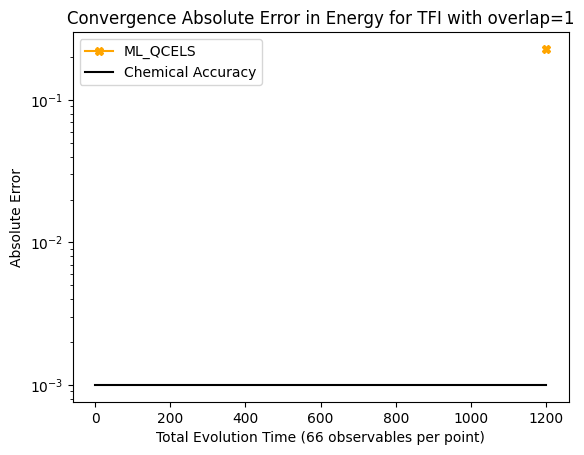 Convergence Absolute Error in Energy for TFI with overlap=1
ML_QCELS
Chemical Accuracy
Absolute Error
10⁻¹
10⁻²
10⁻³
0 200 400 600 800 1000 1200
Total Evolution Time (66 observables per point)